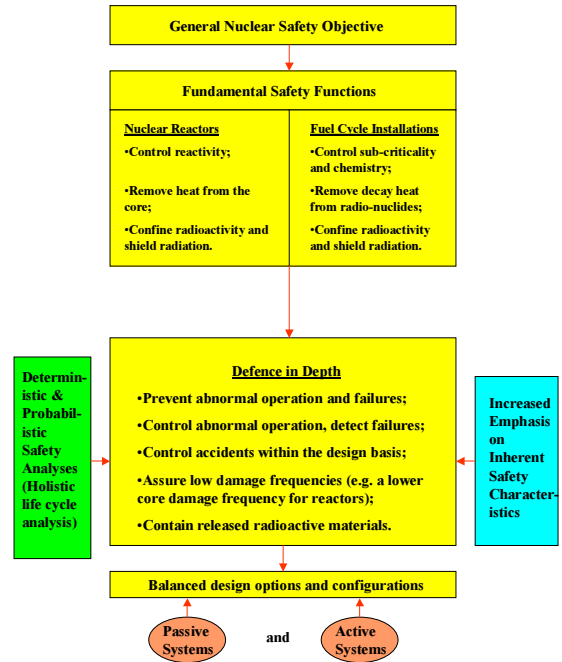 General Nuclear Safety Objective
Fundamental Safety Functions
Nuclear Reactors
•Control reactivity;
•Remove heat from the
core;
•Confine radioactivity and
shield radiation.
Fuel Cycle Installations
•Control sub-criticality
and chemistry;
•Remove decay heat
from radio-nuclides;
•Confine radioactivity
and shield radiation.
Determin-
istic &
Probabil-
istic
Safety
Analyses
(Holistic
life cycle
analysis)
Defence in Depth
•Prevent abnormal operation and failures;
•Control abnormal operation, detect failures;
•Control accidents within the design basis;
•Assure low damage frequencies (e.g. a lower
core damage frequency for reactors);
•Contain released radioactive materials.
Increased
Emphasis
on
Inherent
Safety
Character-
istics
Balanced design options and configurations
Passive
Systems
and
Active
Systems